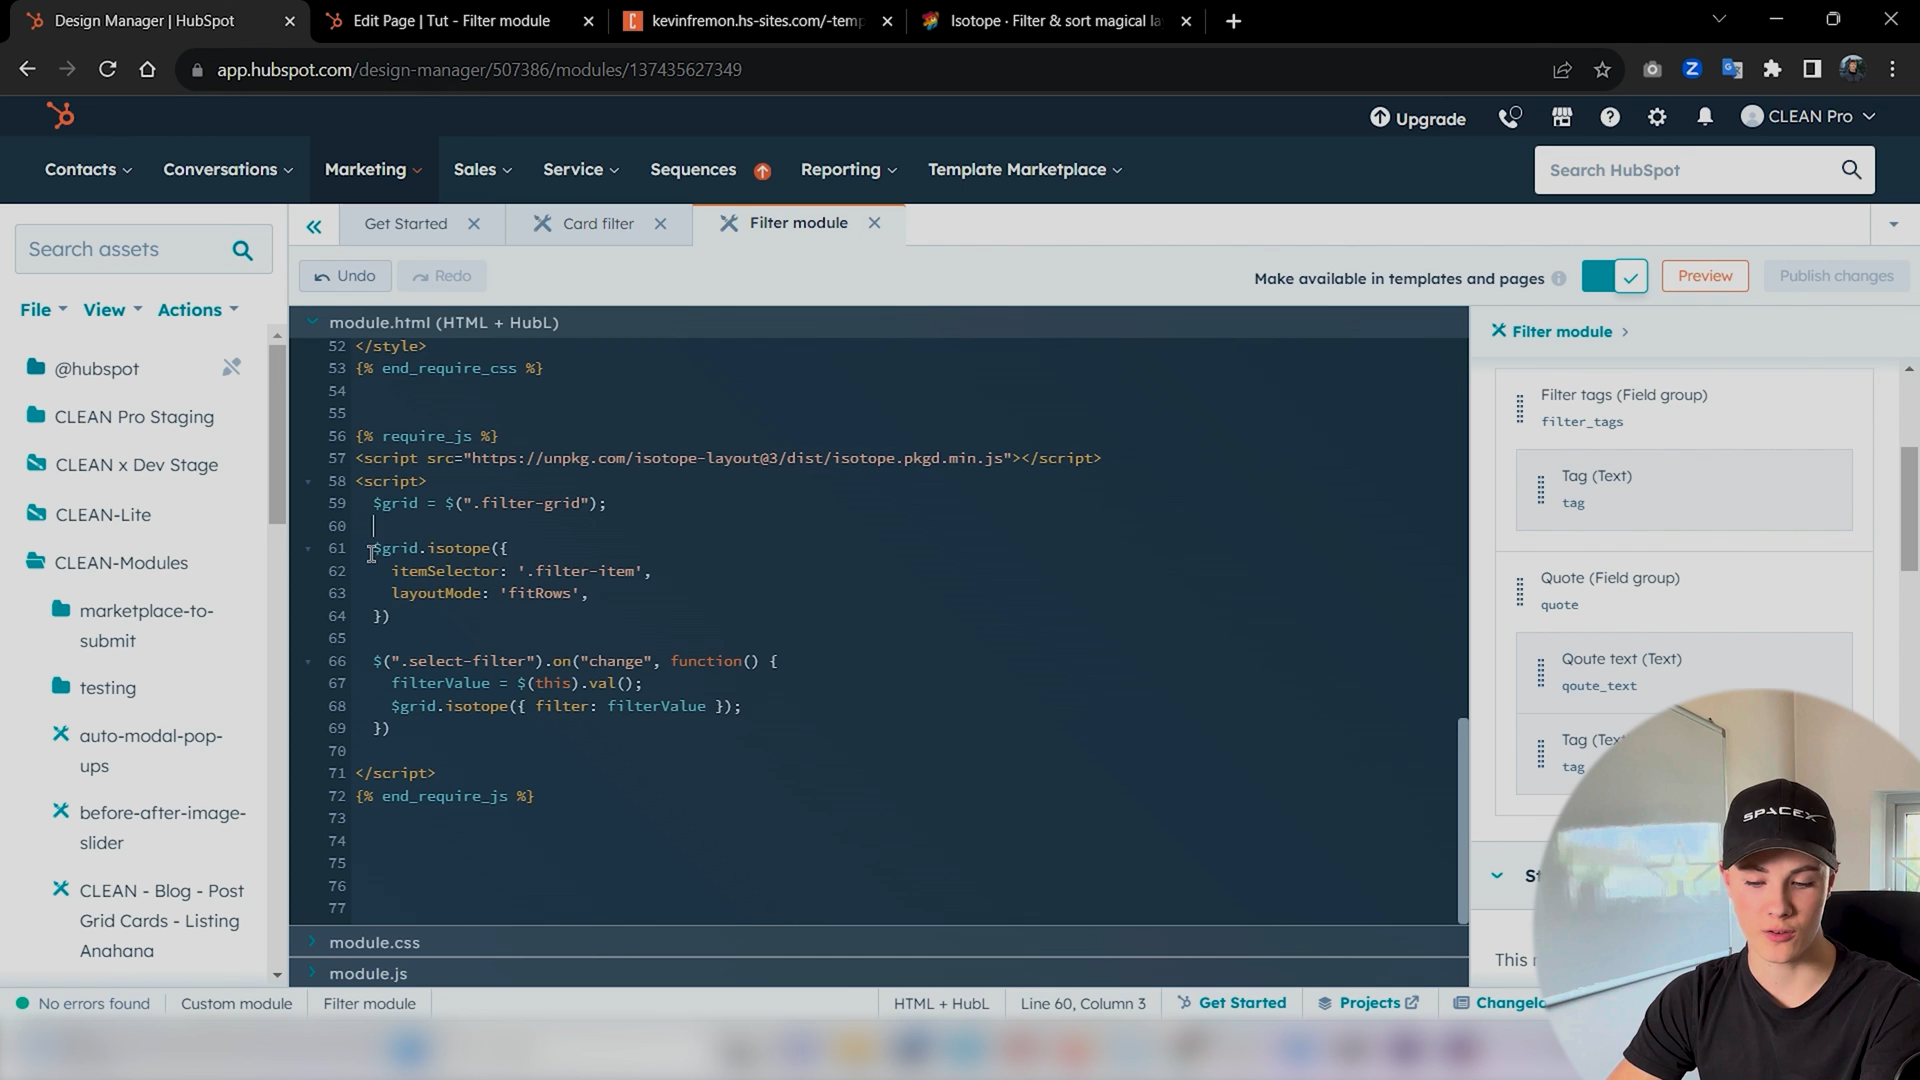 Design Manager | HubSpot
Edit Page | Tut - Filter module
kevinfremon.hs-sites.com/-temp
Isotope · Filter & sort magical la
app.hubspot.com/design-manager/507386/modules/137435627349
Upgrade
CLEAN Pro
Contacts
Conversations
Marketing
Sales
Service
Sequences
Reporting
Template Marketplace
Search HubSpot
Search assets
Get Started
Card filter
Filter module
Undo
Redo
Make available in templates and pages
Preview
Publish changes
File
View
Actions
@hubspot
CLEAN Pro Staging
CLEAN x Dev Stage
CLEAN-Lite
CLEAN-Modules
marketplace-to-
submit
testing
auto-modal-pop-
ups
before-after-image-
slider
CLEAN - Blog - Post
Grid Cards - Listing
Anahana
module.html (HTML + HubL)
52 </style>
53 {% end_require_css %}
54
55
56 {% require_js %}
57 <script src="https://unpkg.com/isotope-layout@3/dist/isotope.pkgd.min.js"></script>
58 <script>
59 $grid = $(".filter-grid");
60
61 $grid.isotope({
62 itemSelector: '.filter-item',
63 layoutMode: 'fitRows',
64 })
65
66 $(".select-filter").on("change", function() {
67 filterValue = $(this).val();
68 $grid.isotope({ filter: filterValue });
69 })
70
71 </script>
72 {% end_require_js %}
73
74
75
76
77
module.css
module.js
Filter module
Filter tags (Field group)
filter_tags
Tag (Text)
tag
Quote (Field group)
quote
Qoute text (Text)
qoute_text
Tag (Tex
tag
St
This
SPACEX
No errors found
Custom module
Filter module
HTML + HubL
Line 60, Column 3
Get Started
Projects
Changelo